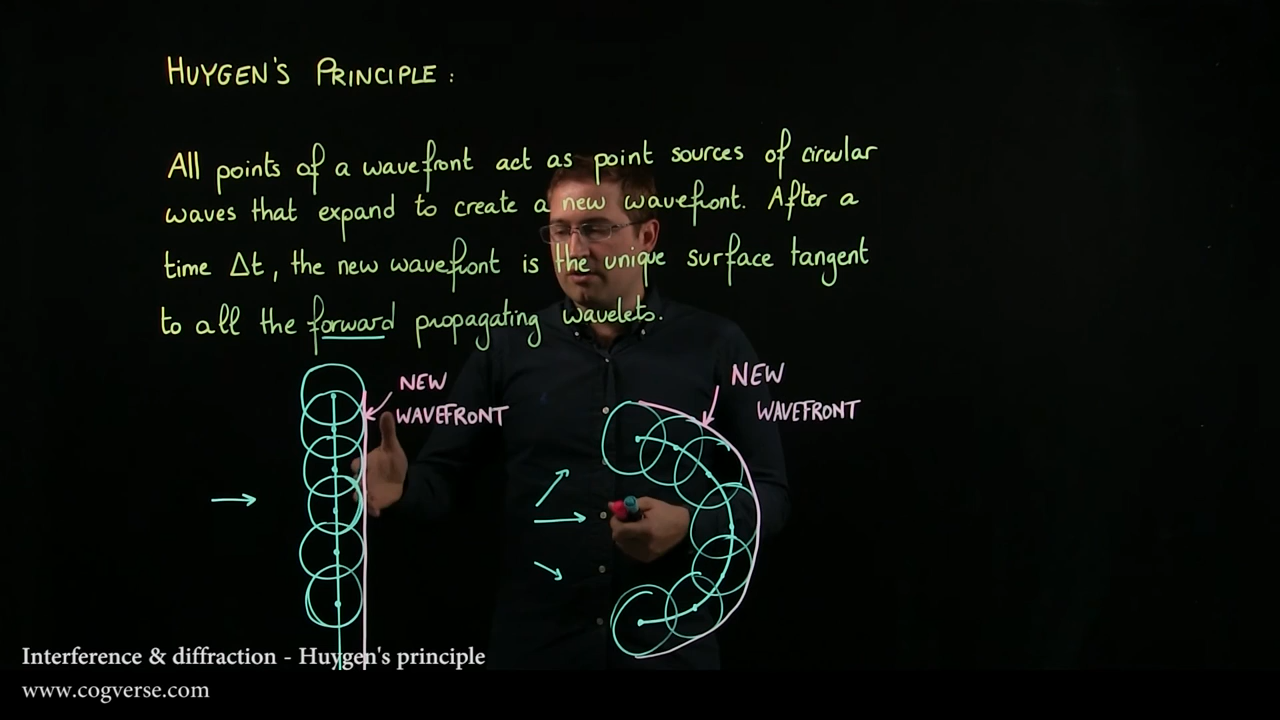 HUYGEN'S PRINCIPLE :
All points of a wavefront act as point sources of circular
waves that expand to create a new wavefront. After a
time Δt, the new wavefront is the unique surface tangent
to all the forward propagating wavelets.
NEW
WAVEFRONT
NEW
WAVEFRONT
Interference & diffraction - Huygen's principle
www.cogverse.com